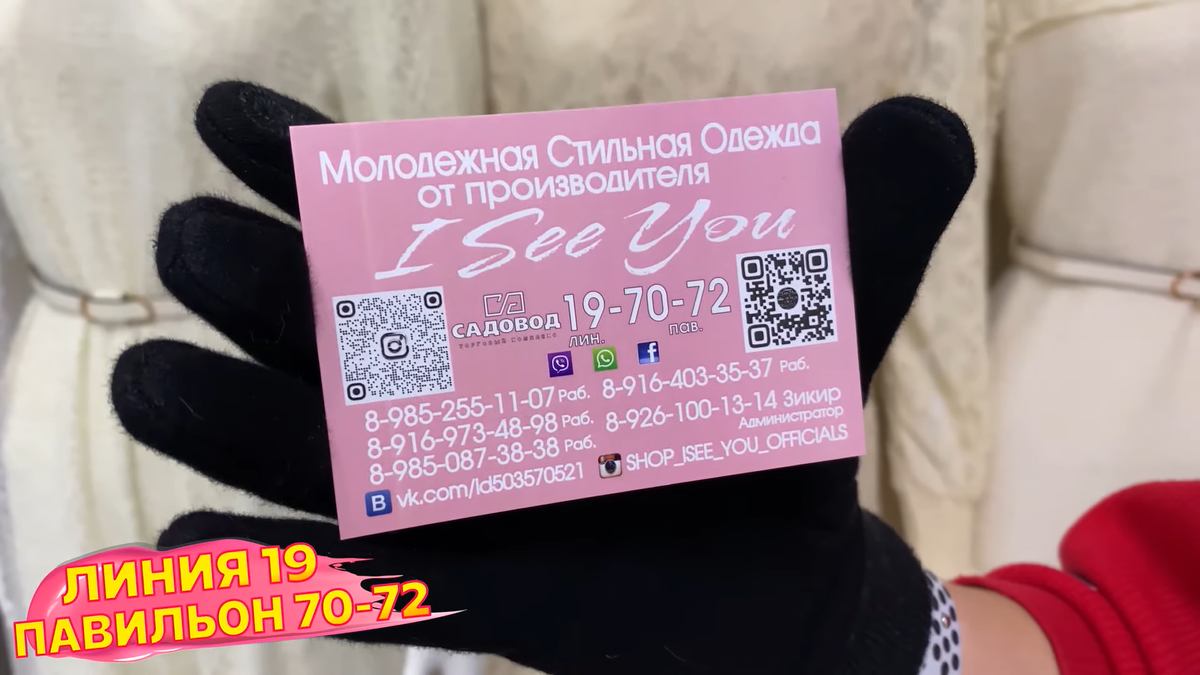 Молодежная Стильная Одежда
от производителя
I See You
САДОВОД
ТОРГОВЫЙ КОМПЛЕКС
19-70-72
лин. пав.
8-985-255-11-07 Раб.
8-916-973-48-98 Раб.
8-985-087-38-38 Раб.
8-916-403-35-37 Раб.
8-926-100-13-14 Зикир
Администратор
vk.com/id503570521
SHOP_ISEE_YOU_OFFICIALS
ЛИНИЯ 19
ПАВИЛЬОН 70-72